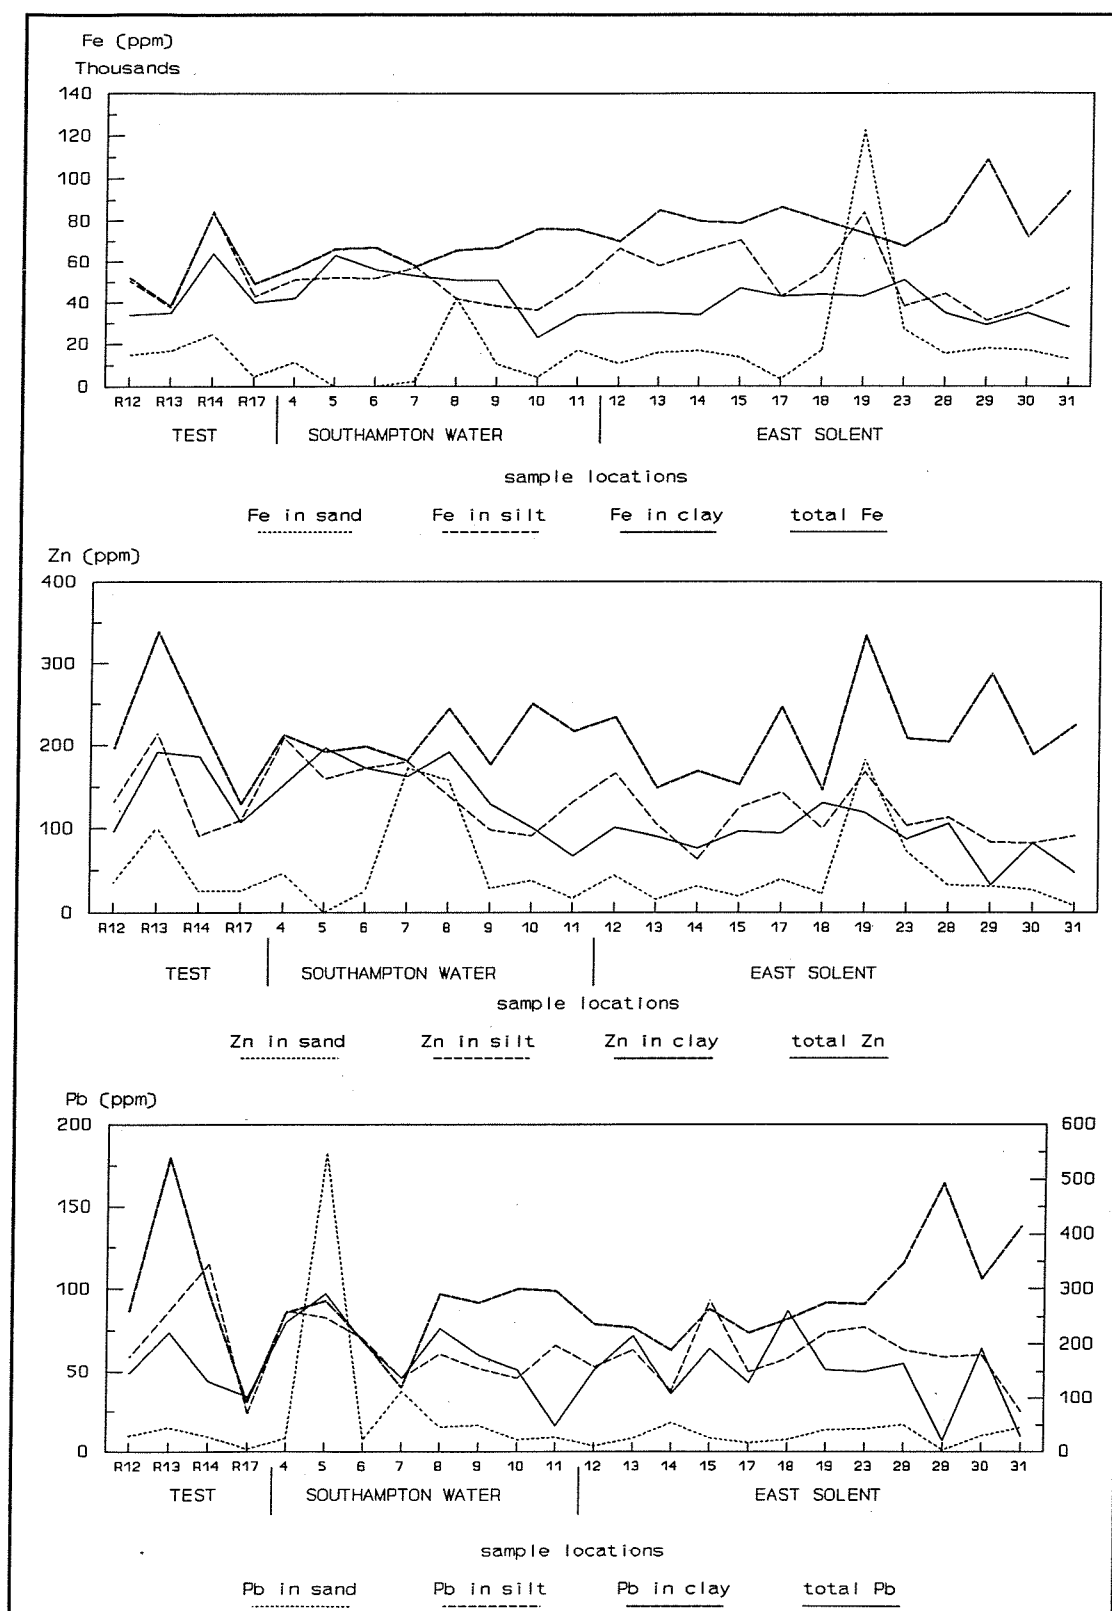 Fe (ppm)
Thousands
140
120
100
80
60
40
20
0
R12 R13 R14 R17 4 5 6 7 8 9 10 11 12 13 14 15 17 18 19 23 28 29 30 31
TEST SOUTHAMPTON WATER EAST SOLENT
sample locations
Fe in sand Fe in silt Fe in clay total Fe
Zn (ppm)
400
300
200
100
0
R12 R13 R14 R17 4 5 6 7 8 9 10 11 12 13 14 15 17 18 19 23 28 29 30 31
TEST SOUTHAMPTON WATER EAST SOLENT
sample locations
Zn in sand Zn in silt Zn in clay total Zn
Pb (ppm)
200 600
500
150
400
100 300
200
50
100
0 0
R12 R13 R14 R17 4 5 6 7 8 9 10 11 12 13 14 15 17 18 19 23 29 29 30 31
TEST SOUTHAMPTON WATER EAST SOLENT
sample locations
Pb in sand Pb in silt Pb in clay total Pb